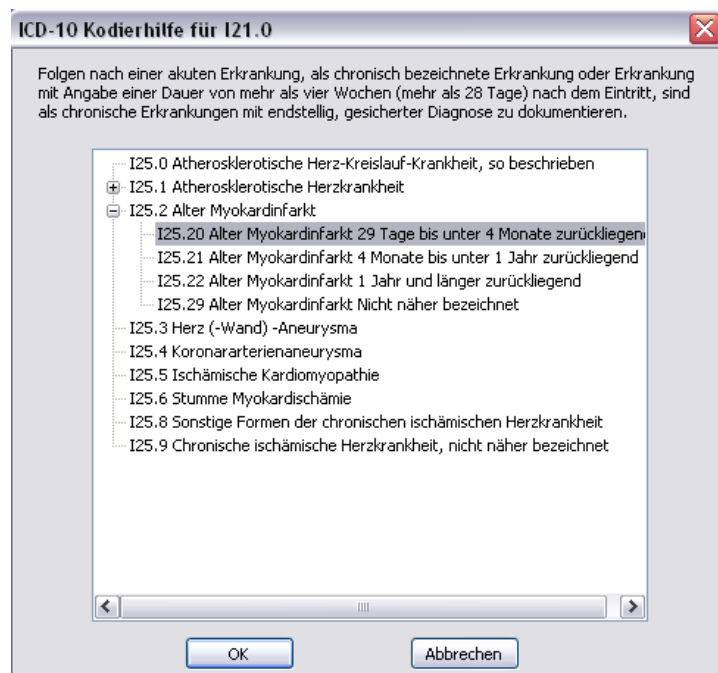 ICD-10 Kodierhilfe für I21.0
Folgen nach einer akuten Erkrankung, als chronisch bezeichnete Erkrankung oder Erkrankung
mit Angabe einer Dauer von mehr als vier Wochen (mehr als 28 Tage) nach dem Eintritt, sind
als chronische Erkrankungen mit endstellig, gesicherter Diagnose zu dokumentieren.
I25.0 Atherosklerotische Herz-Kreislauf-Krankheit, so beschrieben
I25.1 Atherosklerotische Herzkrankheit
I25.2 Alter Myokardinfarkt
I25.20 Alter Myokardinfarkt 29 Tage bis unter 4 Monate zurückliegen
I25.21 Alter Myokardinfarkt 4 Monate bis unter 1 Jahr zurückliegend
I25.22 Alter Myokardinfarkt 1 Jahr und länger zurückliegend
I25.29 Alter Myokardinfarkt Nicht näher bezeichnet
I25.3 Herz (-Wand) -Aneurysma
I25.4 Koronararterienaneurysma
I25.5 Ischämische Kardiomyopathie
I25.6 Stumme Myokardischämie
I25.8 Sonstige Formen der chronischen ischämischen Herzkrankheit
I25.9 Chronische ischämische Herzkrankheit, nicht näher bezeichnet
OK Abbrechen